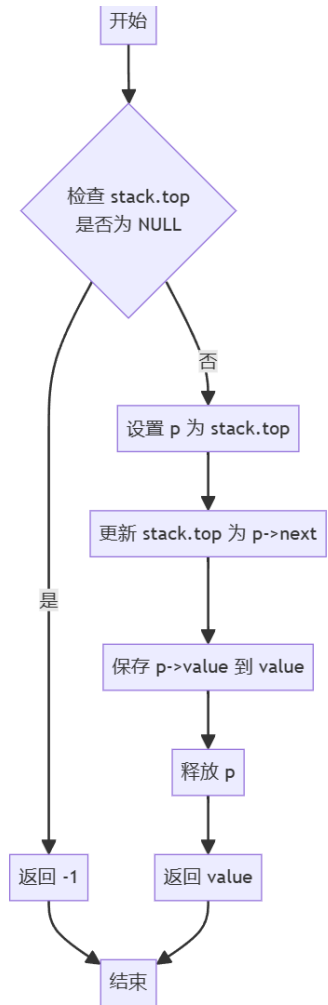 开始
检查 stack.top
是否为 NULL
否
设置 p 为 stack.top
更新 stack.top 为 p->next
是
保存 p->value 到 value
释放 p
返回 -1
返回 value
结束